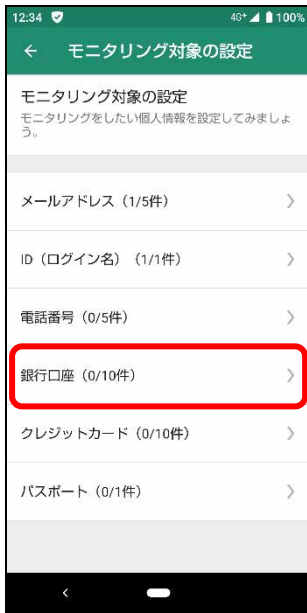 12:34 4G+ 100%
← モニタリング対象の設定
モニタリング対象の設定
モニタリングをしたい個人情報を設定してみましょ
う。
メールアドレス（1/5件）
ID（ログイン名）（1/1件）
電話番号（0/5件）
銀行口座（0/10件）
クレジットカード（0/10件）
パスポート（0/1件）